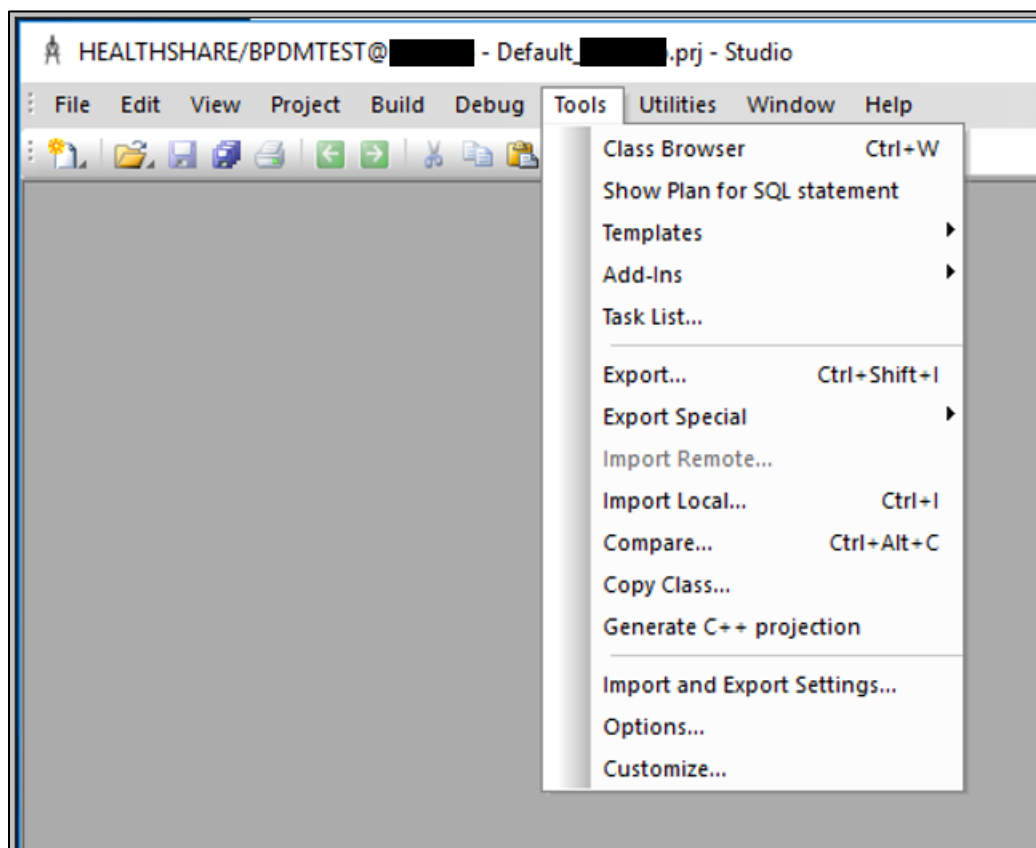 HEALTHSHARE/BPDMTEST@ - Default_.prj - Studio
File Edit View Project Build Debug Tools Utilities Window Help
Class Browser Ctrl+W
Show Plan for SQL statement
Templates
Add-Ins
Task List...
Export... Ctrl+Shift+I
Export Special
Import Remote...
Import Local... Ctrl+I
Compare... Ctrl+Alt+C
Copy Class...
Generate C++ projection
Import and Export Settings...
Options...
Customize...